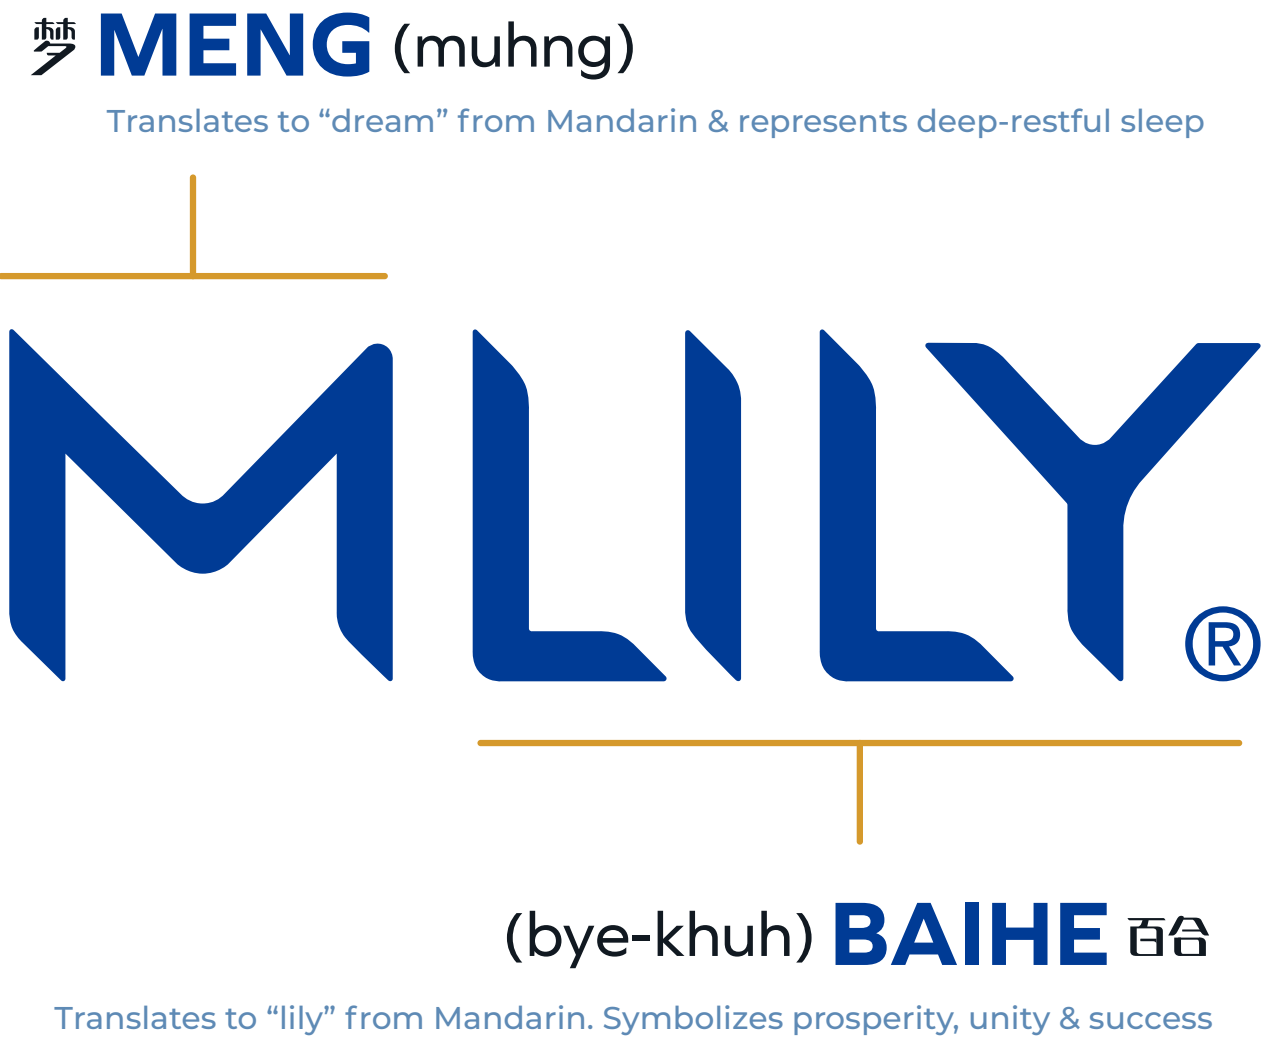 梦 MENG (muhng)
Translates to “dream” from Mandarin & represents deep-restful sleep
MLILY®
(bye-khuh) BAIHE 百合
Translates to “lily” from Mandarin. Symbolizes prosperity, unity & success